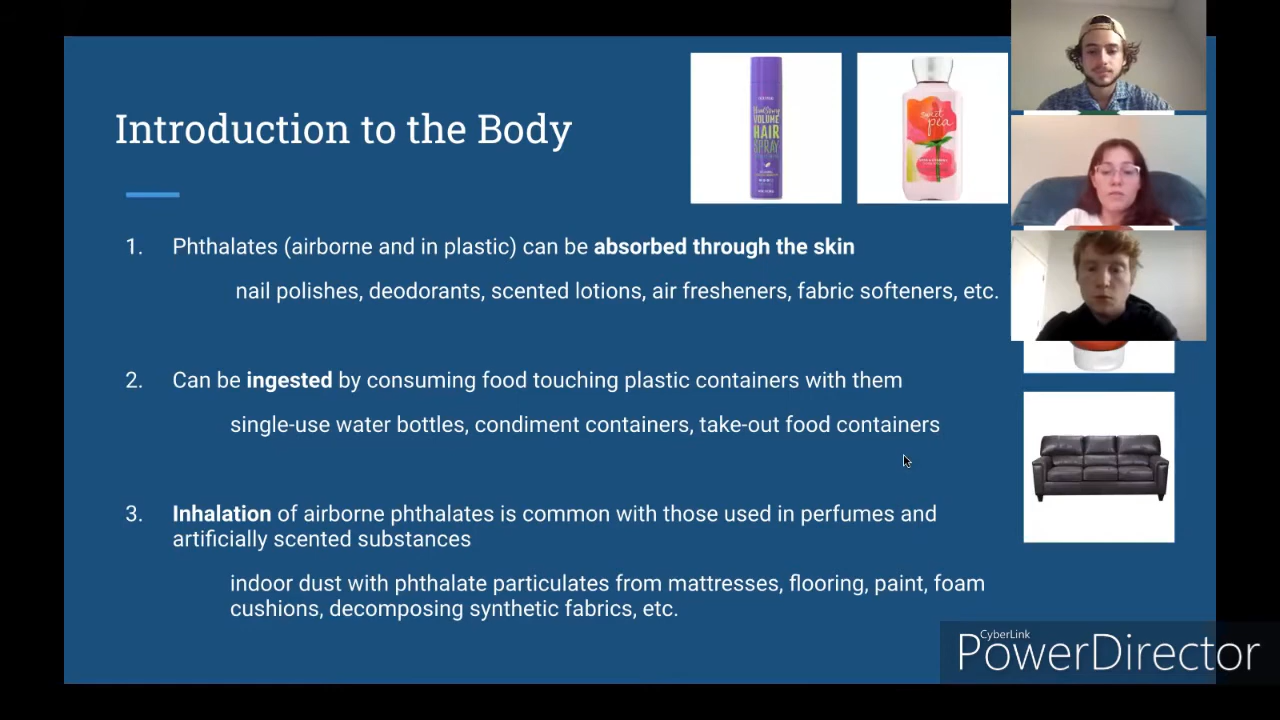 Introduction to the Body
VOLUME
HAIR
SPRAY
sweet
pea
1. Phthalates (airborne and in plastic) can be absorbed through the skin
nail polishes, deodorants, scented lotions, air fresheners, fabric softeners, etc.
2. Can be ingested by consuming food touching plastic containers with them
single-use water bottles, condiment containers, take-out food containers
3. Inhalation of airborne phthalates is common with those used in perfumes and
artificially scented substances
indoor dust with phthalate particulates from mattresses, flooring, paint, foam
cushions, decomposing synthetic fabrics, etc.
CyberLink
PowerDirector